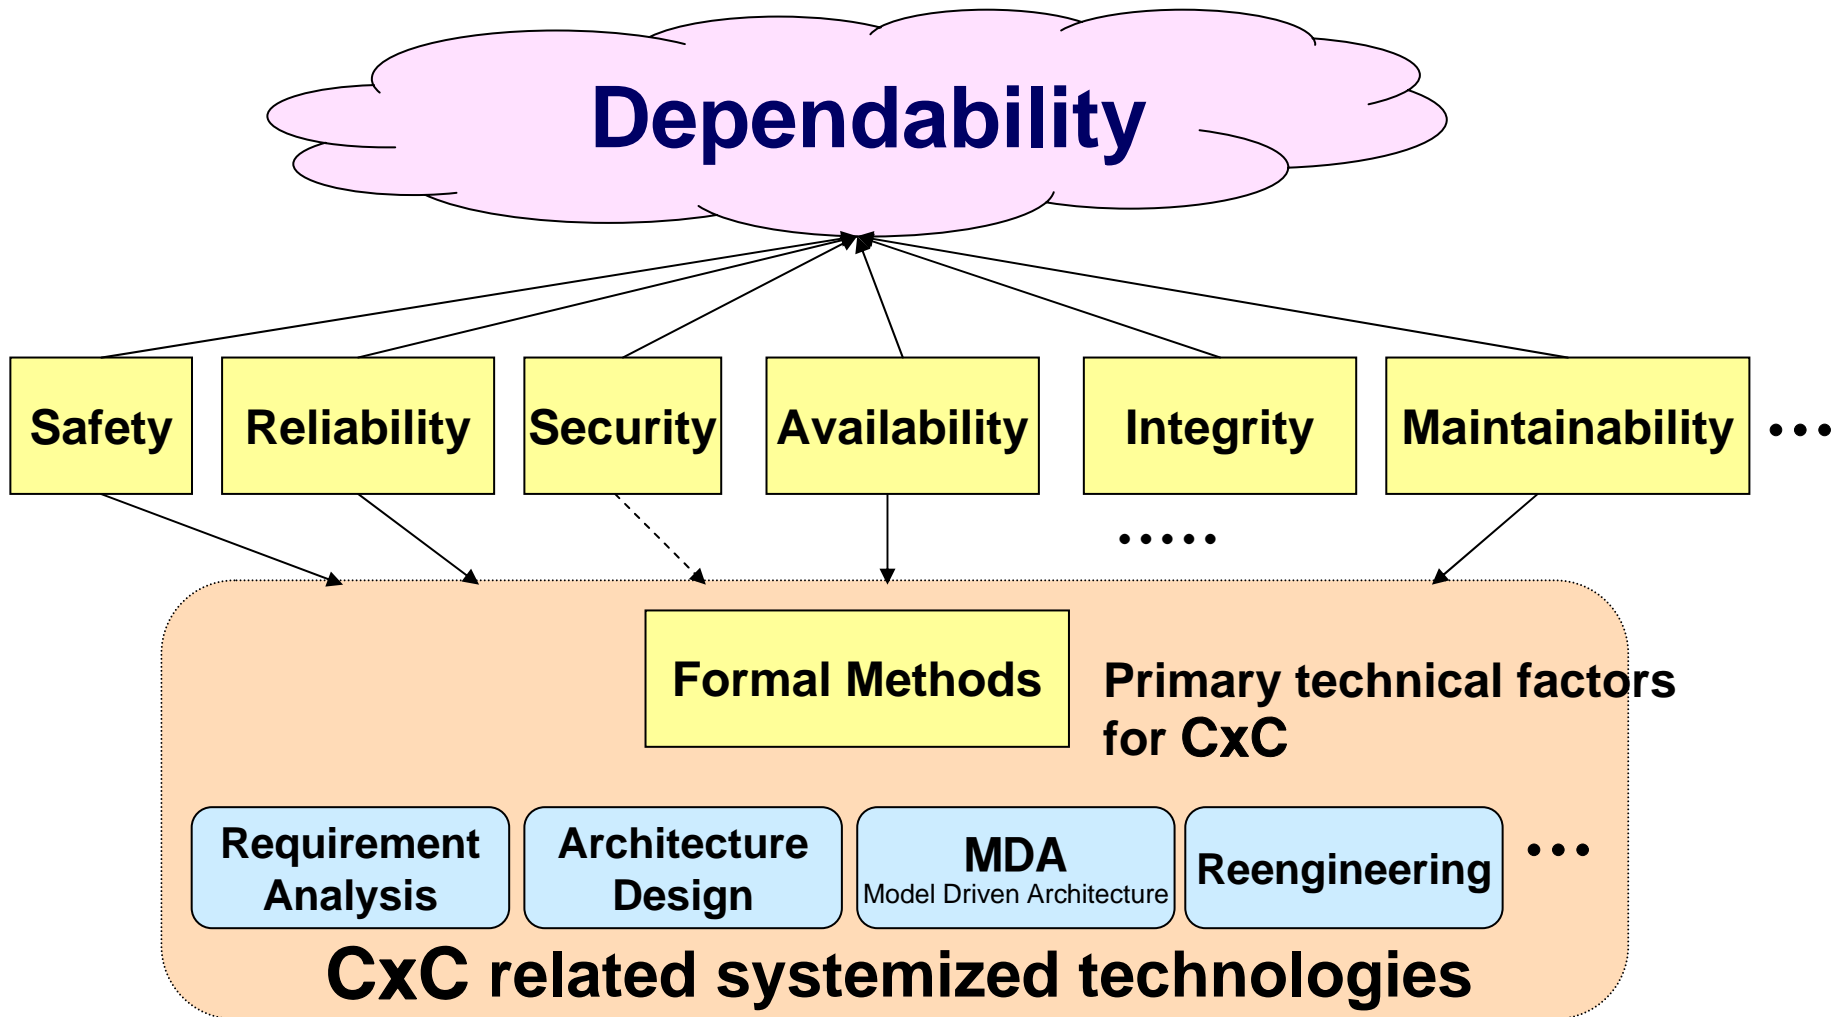 Dependability
Safety
Reliability
Security
Availability
Integrity
Maintainability
•••
•••••
Formal Methods
Primary technical factors
for CxC
Requirement
Analysis
Architecture
Design
MDA
Model Driven Architecture
Reengineering
•••
CxC related systemized technologies